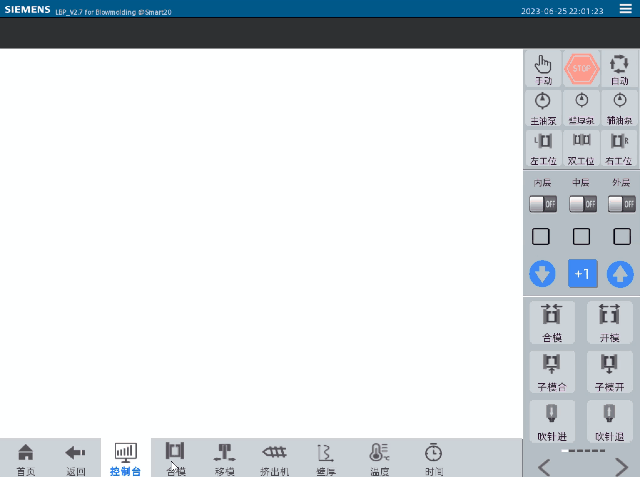 SIEMENS LBP_V2.7 for Blowmolding @Smart20 2023-06-25 22:01:23
手动 STOP 自动
主油泵 壁厚泵 辅油泵
L R
左工位 双工位 右工位
内层 中层 外层
OFF OFF OFF
+1
合模 开模
子模合 子模开
吹针进 吹针退
首页 返回 控制台 合模 移模 挤出机 壁厚 温度 时间